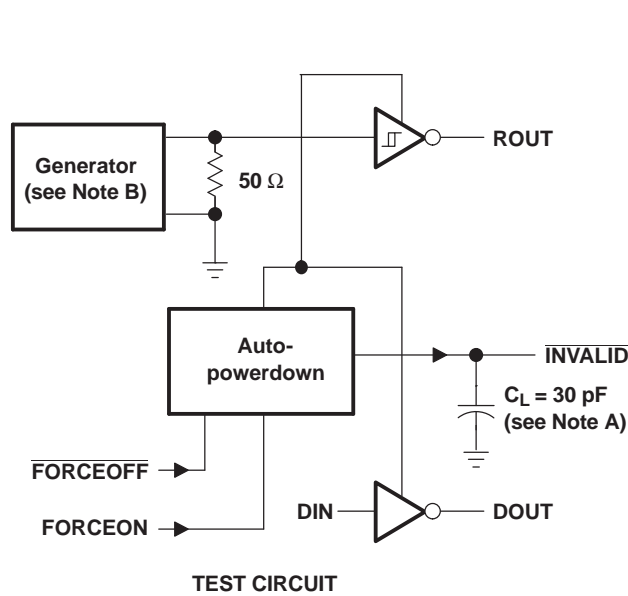 ROUT
Generator
(see Note B)
50 Ω
Auto-
powerdown
INVALID
CL = 30 pF
(see Note A)
FORCEOFF
FORCEON
DIN
DOUT
TEST CIRCUIT